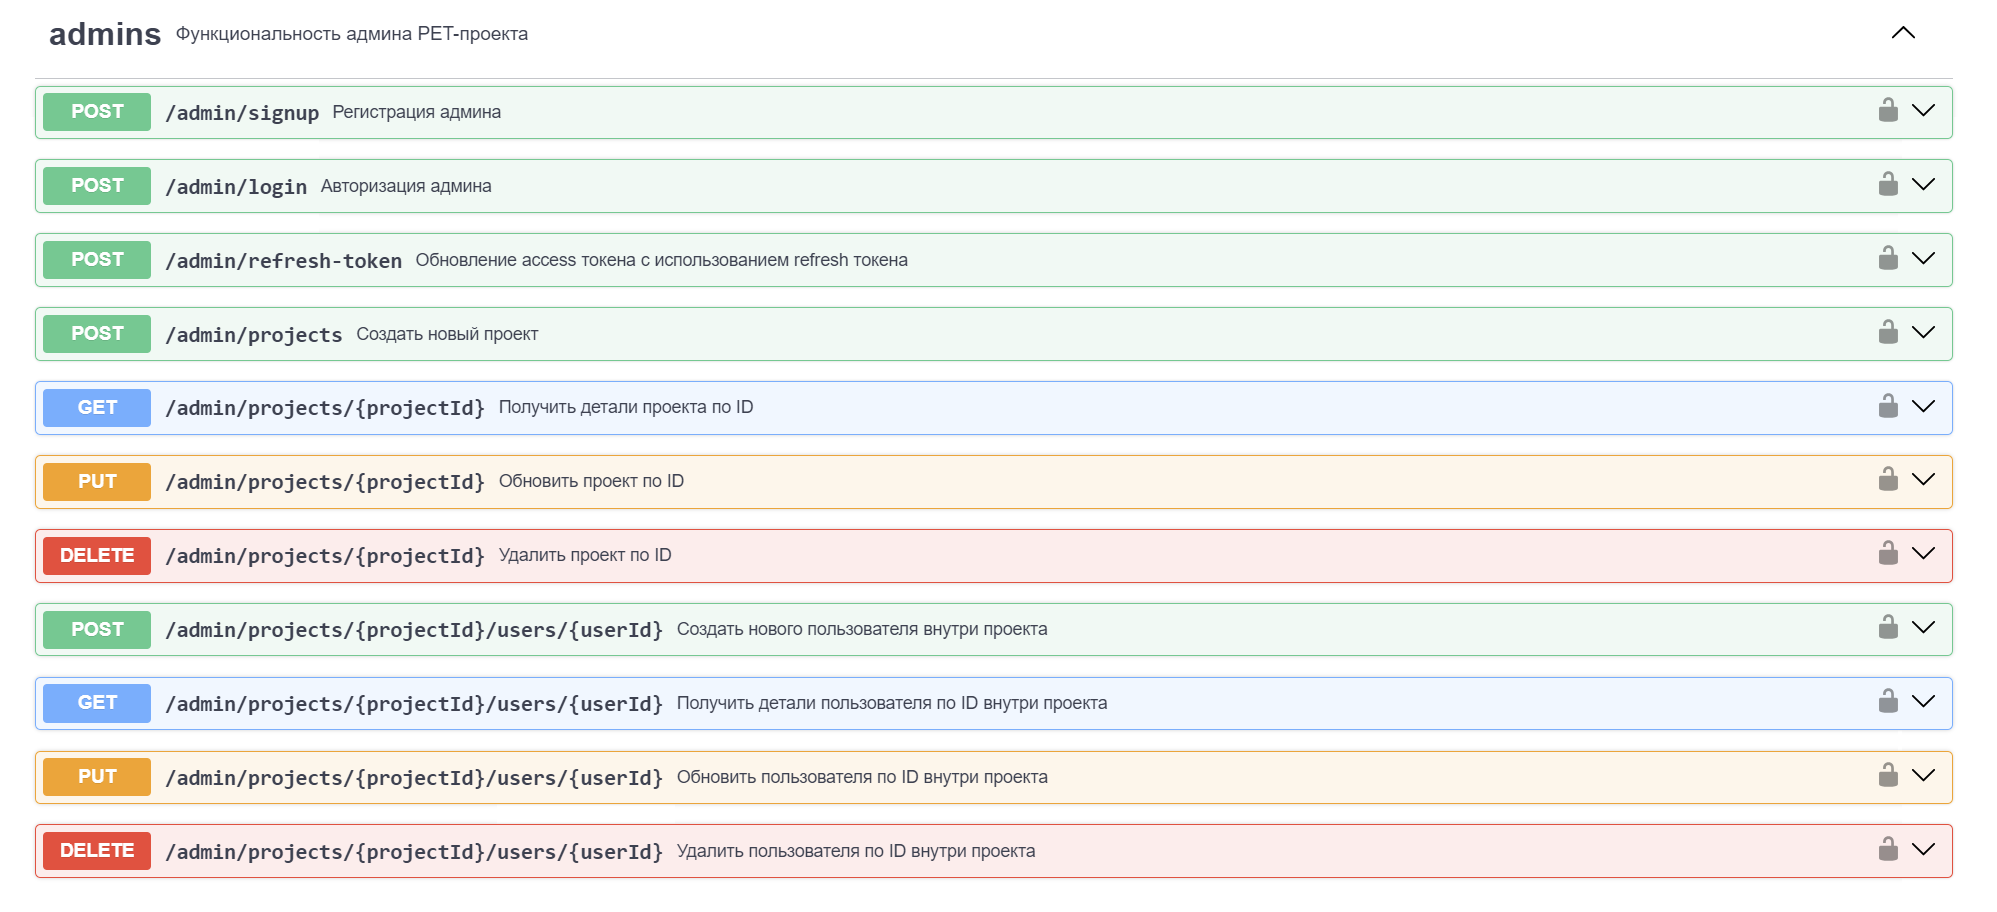 admins Функциональность админа PET-проекта
POST /admin/signup Регистрация админа
POST /admin/login Авторизация админа
POST /admin/refresh-token Обновление access токена с использованием refresh токена
POST /admin/projects Создать новый проект
GET /admin/projects/{projectId} Получить детали проекта по ID
PUT /admin/projects/{projectId} Обновить проект по ID
DELETE /admin/projects/{projectId} Удалить проект по ID
POST /admin/projects/{projectId}/users/{userId} Создать нового пользователя внутри проекта
GET /admin/projects/{projectId}/users/{userId} Получить детали пользователя по ID внутри проекта
PUT /admin/projects/{projectId}/users/{userId} Обновить пользователя по ID внутри проекта
DELETE /admin/projects/{projectId}/users/{userId} Удалить пользователя по ID внутри проекта